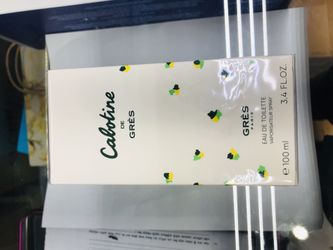 Cabotine
DE
GRÈS
GRÈS
PARIS
EAU DE TOILETTE
VAPORISATEUR SPRAY
e 100 ml 3.4 FL.OZ.